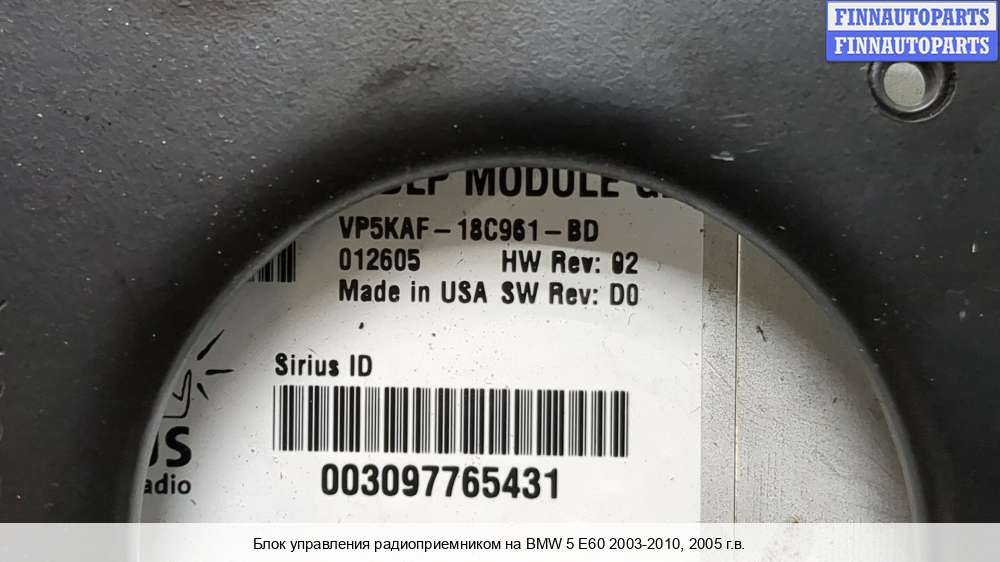 FINNAUTOPARTS
FINNAUTOPARTS
MODULE
VP5KAF-18C961-BD
012605 HW Rev: 02
Made in USA SW Rev: D0
Sirius ID
003097765431
Блок управления радиоприемником на BMW 5 E60 2003-2010, 2005 г.в.